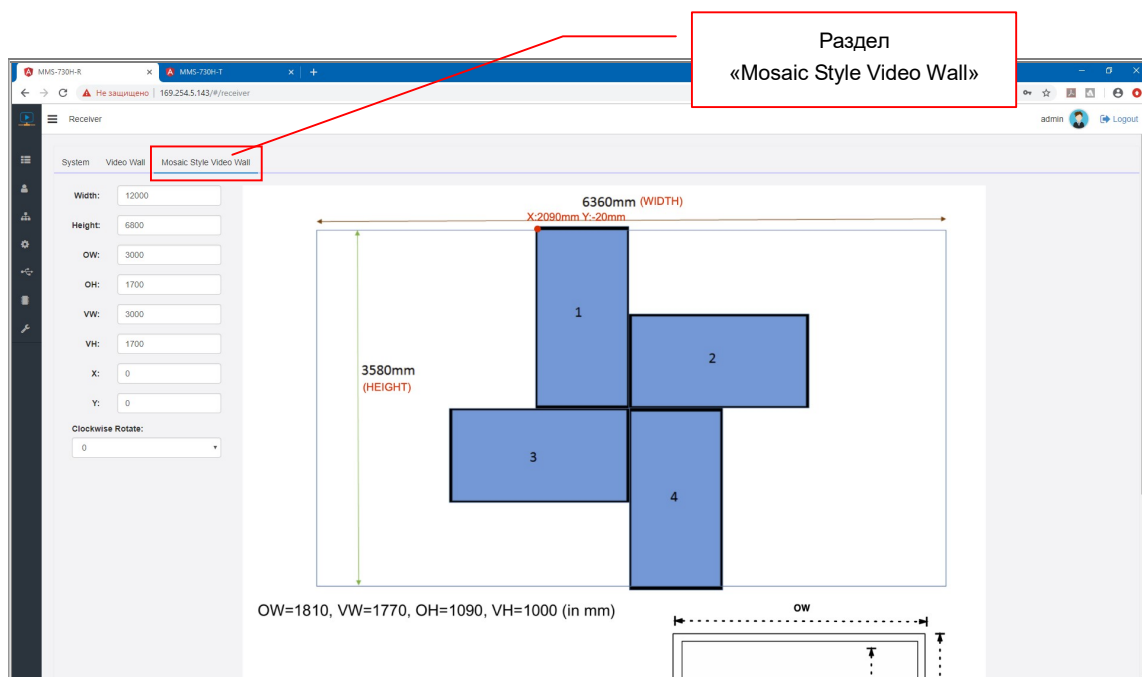 Раздел
«Mosaic Style Video Wall»
MMS-730H-R
MMS-730H-T
Не защищено | 169.254.5.143/#/receiver
Receiver
admin
Logout
System
Video Wall
Mosaic Style Video Wall
Width: 12000
Height: 6800
OW: 3000
OH: 1700
VW: 3000
VH: 1700
X: 0
Y: 0
Clockwise Rotate:
0
6360mm (WIDTH)
X:2090mm Y:-20mm
1
2
3580mm
(HEIGHT)
3
4
OW=1810, VW=1770, OH=1090, VH=1000 (in mm)
OW